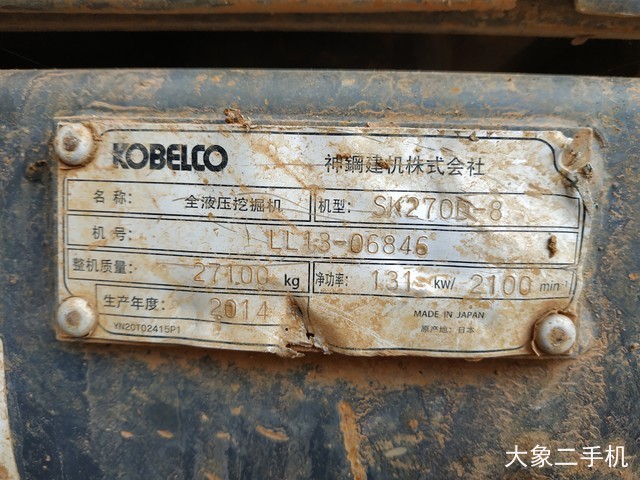 KOBELCO 神鋼建机株式会社
名称: 全液压挖掘机 机型: SK270D-8
机号: LL13-06846
整机质量: 27100 kg 净功率: 131 kw/ 2100 min⁻¹
生产年度: 2014 MADE IN JAPAN
YN20T02415P1 原产地: 日本
大象二手机